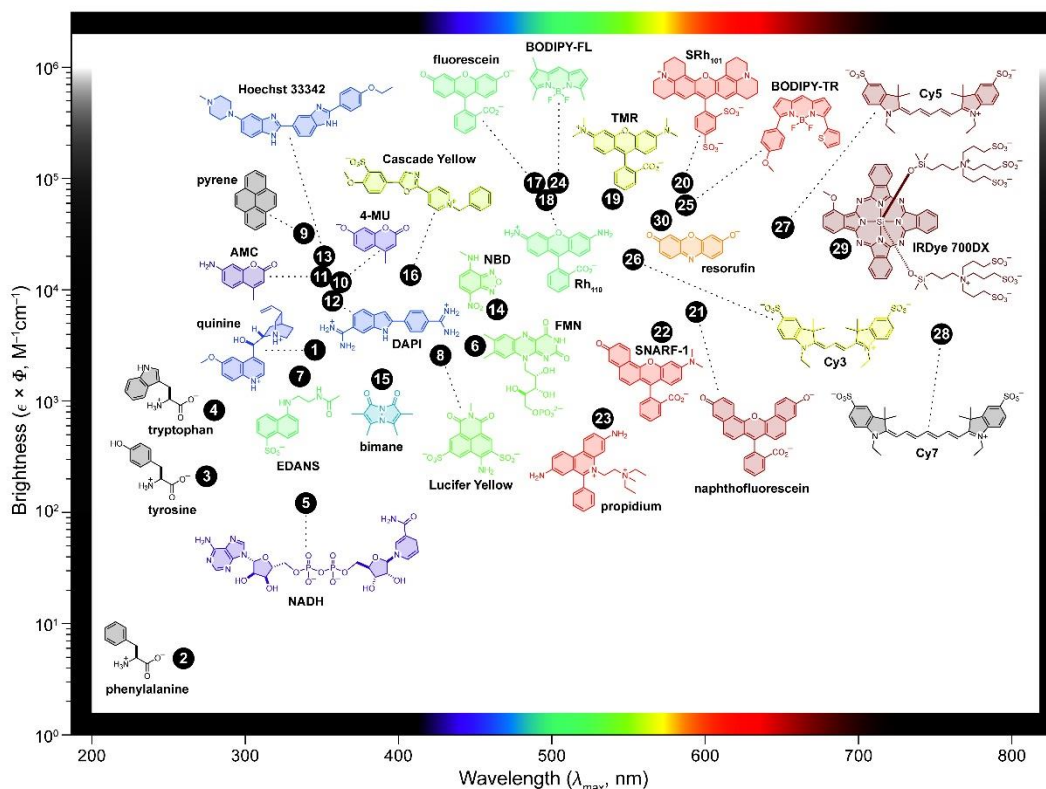 10⁶
10⁵
10⁴
10³
10²
10¹
10⁰
Brightness (ε × Φ, M⁻¹cm⁻¹)
fluorescein
BODIPY-FL
SRh₁₀₁
BODIPY-TR
Cy5
Hoechst 33342
TMR
Cascade Yellow
pyrene
4-MU
AMC
NBD
Rh₁₁₀
resorufin
IRDye 700DX
quinine
DAPI
FMN
SNARF-1
Cy3
tryptophan
EDANS
bimane
Lucifer Yellow
propidium
naphthofluorescein
Cy7
tyrosine
NADH
phenylalanine
17
24
18
19
20
25
30
27
29
9
13
11
10
12
16
26
14
1
8
6
22
21
28
7
15
4
23
3
5
2
200
300
400
500
600
700
800
Wavelength (λmax, nm)